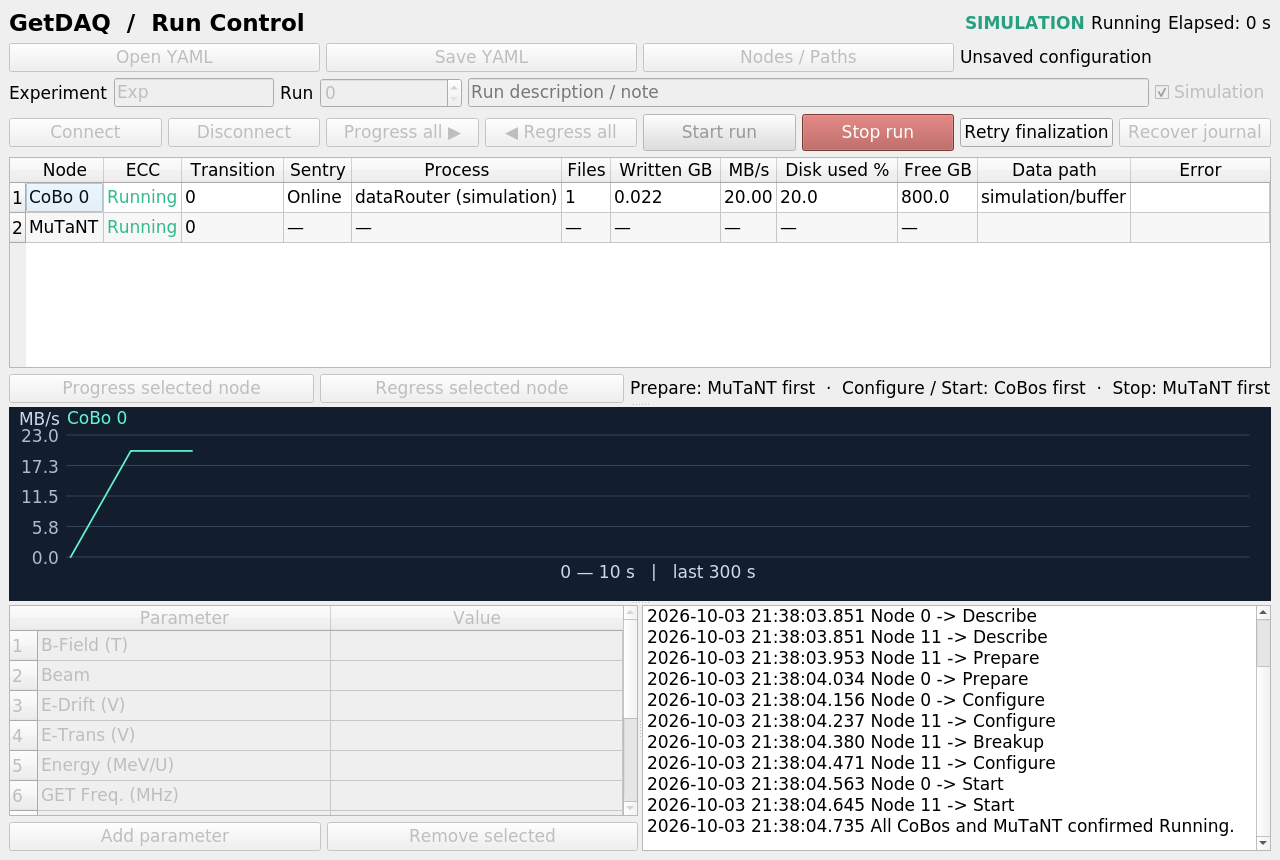 GetDAQ / Run Control SIMULATION Running Elapsed: 0 s
Open YAML Save YAML Nodes / Paths Unsaved configuration
Experiment Exp Run 0 Run description / note Simulation
Connect Disconnect Progress all ▶ ◀ Regress all Start run Stop run Retry finalization Recover journal
Node ECC Transition Sentry Process Files Written GB MB/s Disk used % Free GB Data path Error
1 CoBo 0 Running 0 Online dataRouter (simulation) 1 0.022 20.00 20.0 800.0 simulation/buffer
2 MuTaNT Running 0 — — — — — — —
Progress selected node Regress selected node Prepare: MuTaNT first · Configure / Start: CoBos first · Stop: MuTaNT first
MB/s CoBo 0
23.0
17.3
11.5
5.8
0.0
0 — 10 s | last 300 s
Parameter Value
1 B-Field (T)
2 Beam
3 E-Drift (V)
4 E-Trans (V)
5 Energy (MeV/U)
6 GET Freq. (MHz)
Add parameter Remove selected
2026-10-03 21:38:03.851 Node 0 -> Describe
2026-10-03 21:38:03.851 Node 11 -> Describe
2026-10-03 21:38:03.953 Node 11 -> Prepare
2026-10-03 21:38:04.034 Node 0 -> Prepare
2026-10-03 21:38:04.156 Node 0 -> Configure
2026-10-03 21:38:04.237 Node 11 -> Configure
2026-10-03 21:38:04.380 Node 11 -> Breakup
2026-10-03 21:38:04.471 Node 11 -> Configure
2026-10-03 21:38:04.563 Node 0 -> Start
2026-10-03 21:38:04.645 Node 11 -> Start
2026-10-03 21:38:04.735 All CoBos and MuTaNT confirmed Running.